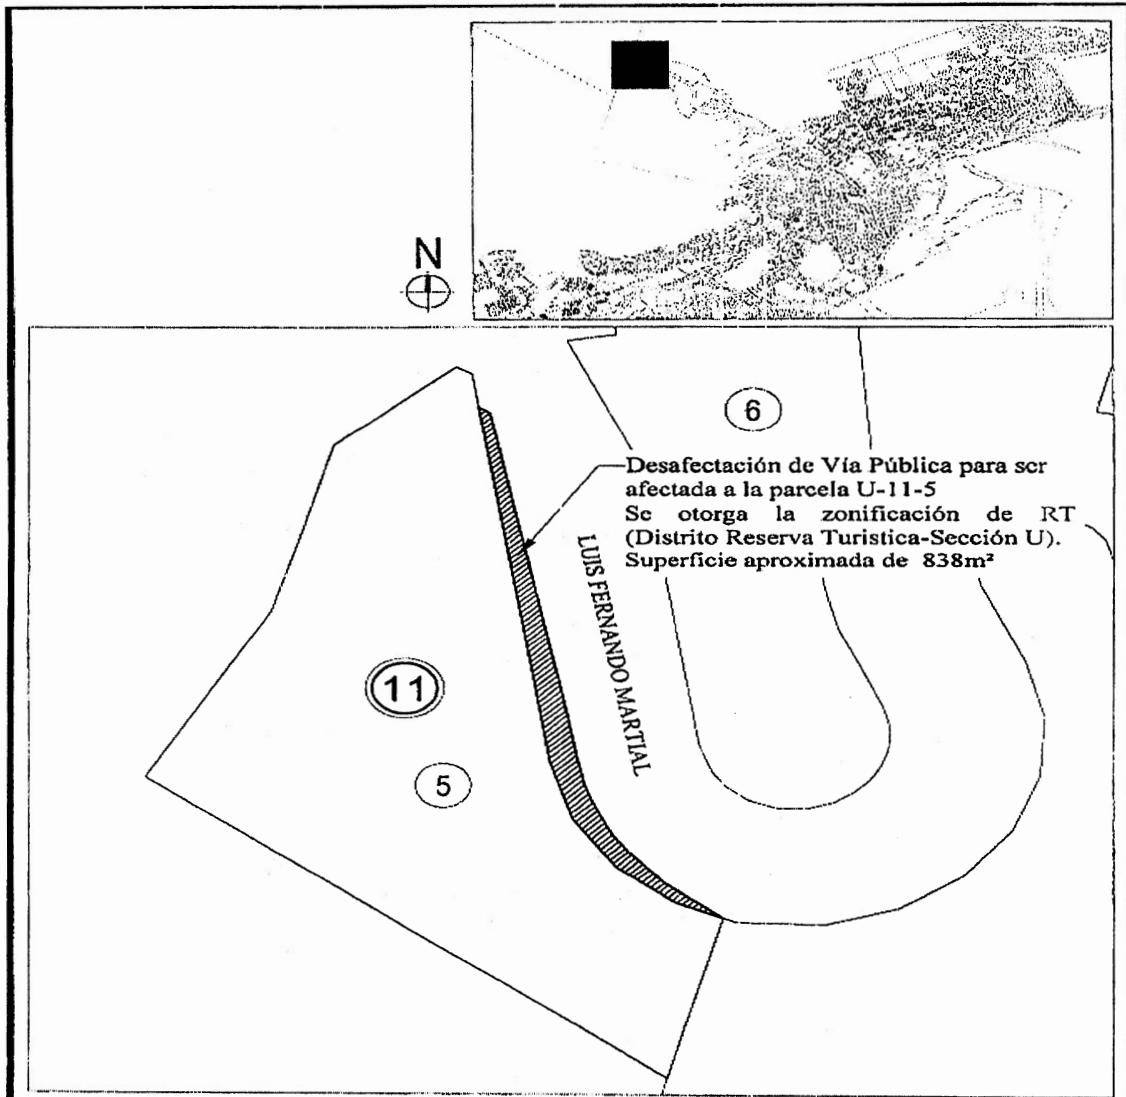 N
6
Desafectación de Vía Pública para ser
afectada a la parcela U-11-5
Se otorga la zonificación de RT
(Distrito Reserva Turistica-Sección U).
Superficie aproximada de 838m²
LUIS FERNANDO MARTIAL
11
5